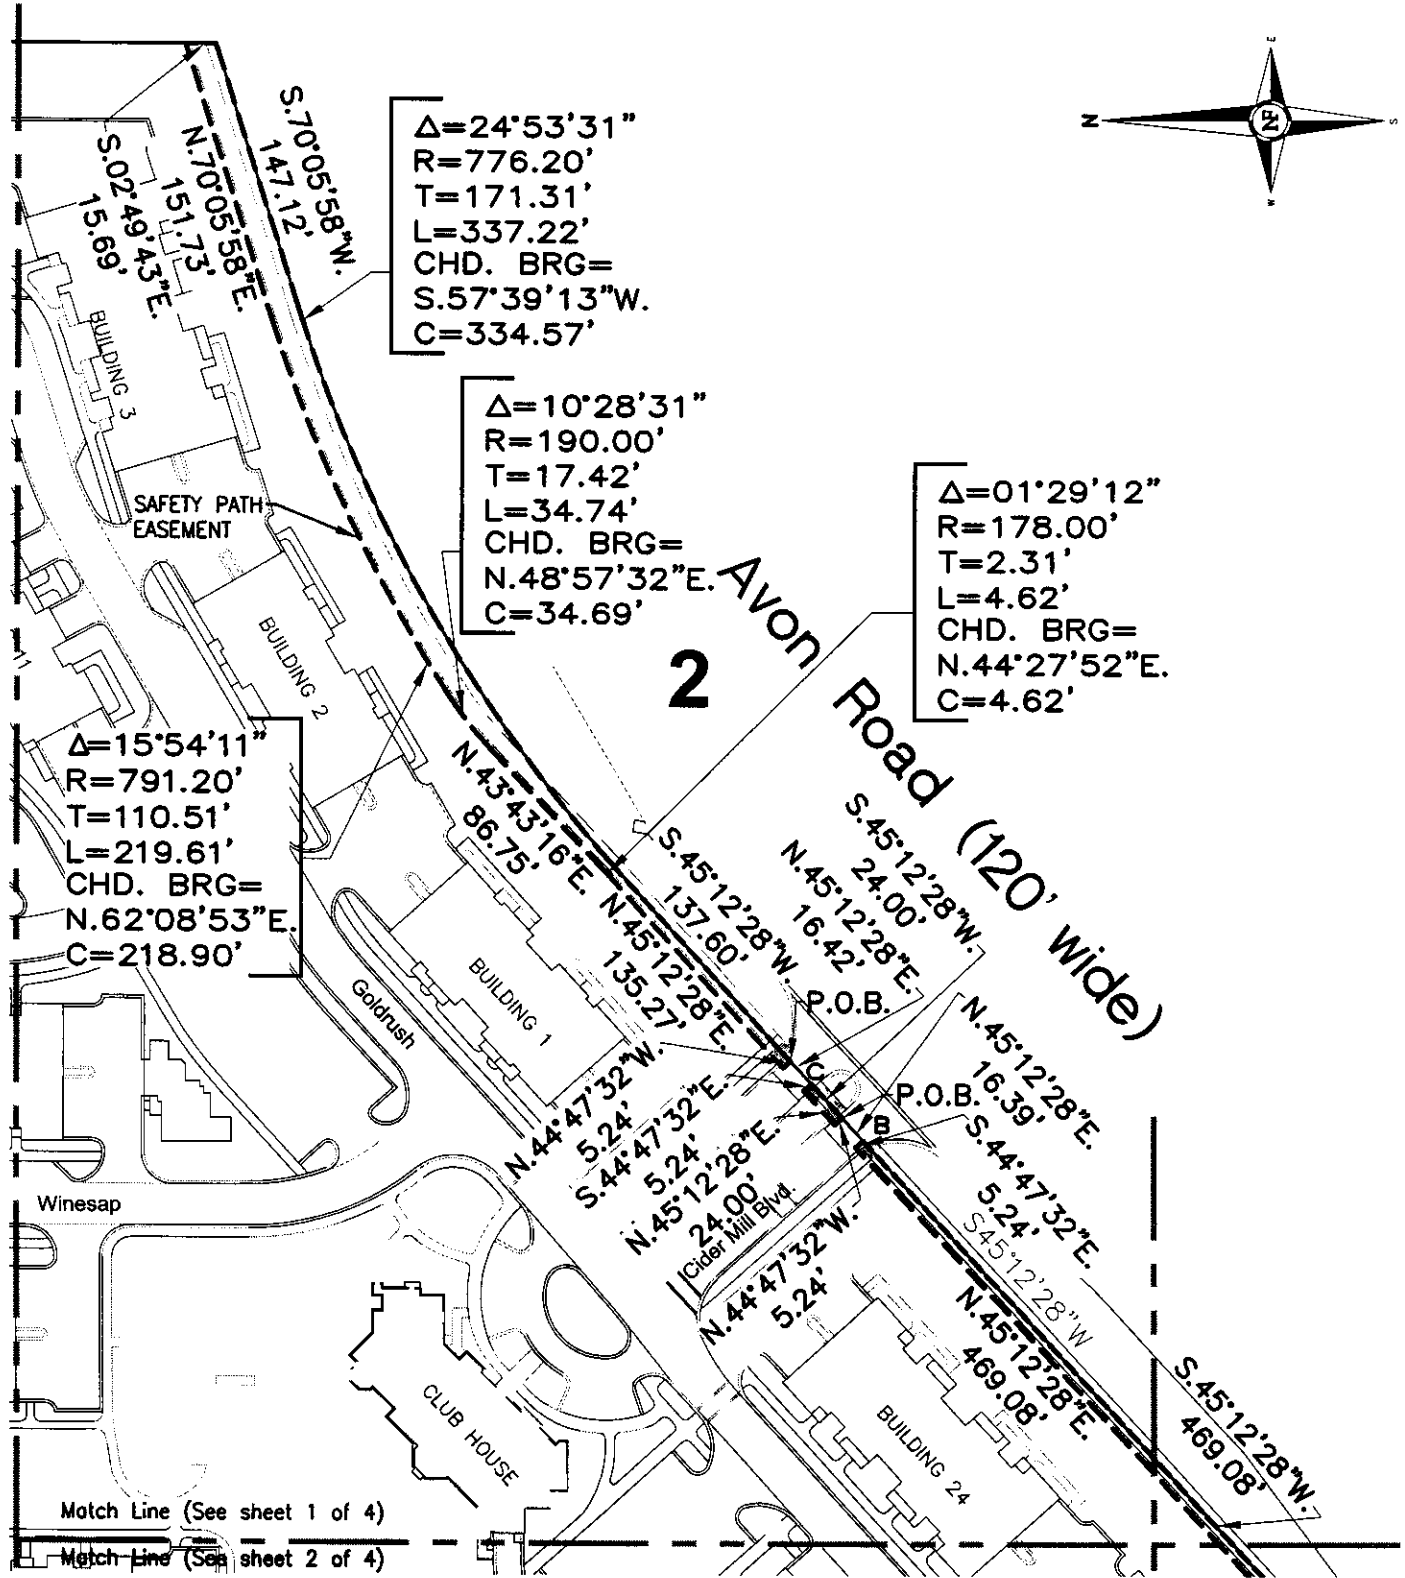 E
N
NF
S
W
S.70°05'58"W.
147.12'
N.70°05'58"E.
151.73'
S.02°49'43"E.
15.69'
Δ=24°53'31"
R=776.20'
T=171.31'
L=337.22'
CHD. BRG=
S.57°39'13"W.
C=334.57'
BUILDING 3
Δ=10°28'31"
R=190.00'
T=17.42'
L=34.74'
CHD. BRG=
N.48°57'32"E.
C=34.69'
SAFETY PATH
EASEMENT
Δ=01°29'12"
R=178.00'
T=2.31'
L=4.62'
CHD. BRG=
N.44°27'52"E.
C=4.62'
Avon Road (120' wide)
2
BUILDING 2
11
Δ=15°54'11"
R=791.20'
T=110.51'
L=219.61'
CHD. BRG=
N.62°08'53"E.
C=218.90'
N.43°43'16"E.
86.75'
S.45°12'28"W.
137.60'
S.45°12'28"W.
24.00'
N.45°12'28"E.
16.42'
N.45°12'28"E.
135.27'
P.O.B.
C
BUILDING 1
Goldrush
N.45°12'28"E.
16.39'
P.O.B.
B
N.44°47'32"W.
5.24'
S.44°47'32"E.
5.24'
N.45°12'28"E.
24.00'
S.44°47'32"E.
5.24'
Cider Mill Blvd.
N.44°47'32"W.
5.24'
S45°12'28"W
N.45°12'28"E.
469.08'
S.45°12'28"W.
469.08'
Winesap
CLUB HOUSE
BUILDING 24
Match Line (See sheet 1 of 4)
Match Line (See sheet 2 of 4)